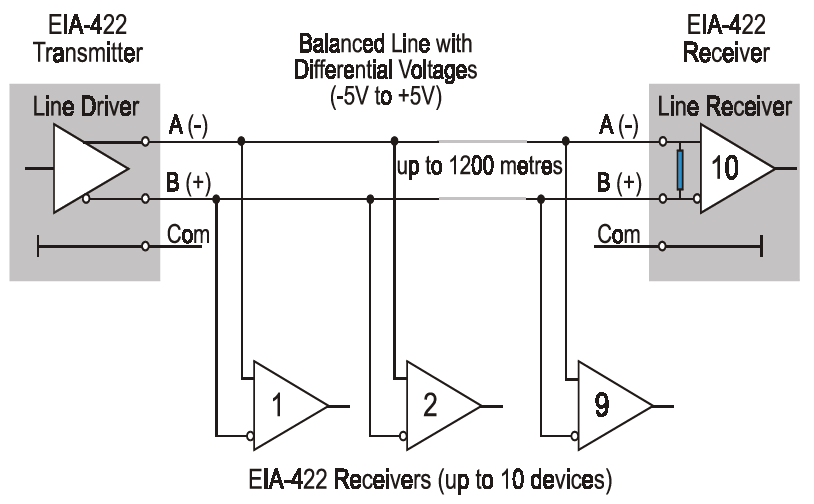 EIA-422
Transmitter
Balanced Line with
Differential Voltages
(-5V to +5V)
EIA-422
Receiver
Line Driver
Line Receiver
A (-)
A (-)
up to 1200 metres
10
B (+)
B (+)
Com
Com
1
2
9
EIA-422 Receivers (up to 10 devices)